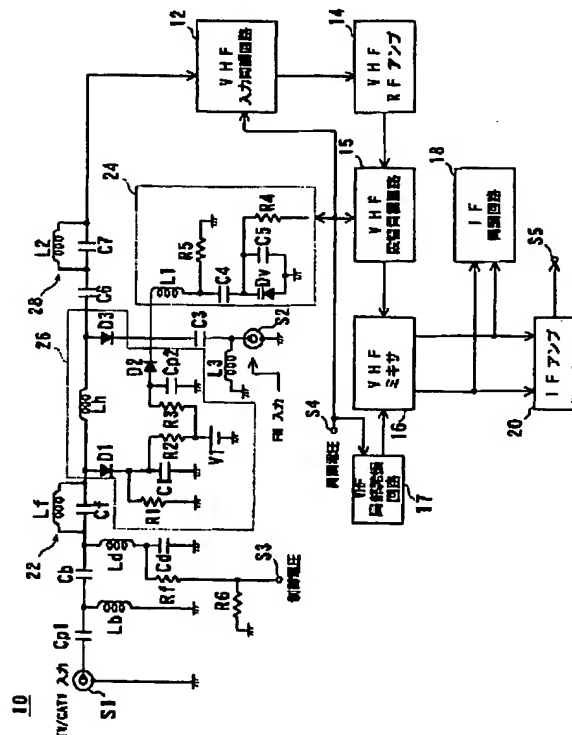 10
TV/CATV 入力
S1
Cp1
Lb
Cb
Ld
22
Lf
Cf
Rf
Cd
R6
S3
制御電圧
26
Lh
D1
R1
C1
R2
R3
V1
Cp2
D2
D3
C3
L3
S2
FM 入力
28
L2
C6
C7
24
L1
R5
C4
C5
Dv
R4
12
VHF
入力同調回路
14
VHF
RFアンプ
15
VHF
段間同調回路
16
VHF
ミキサ
17
VHF
局部発振
回路
S4
同調電圧
18
IF
同調回路
20
IFアンプ
S5